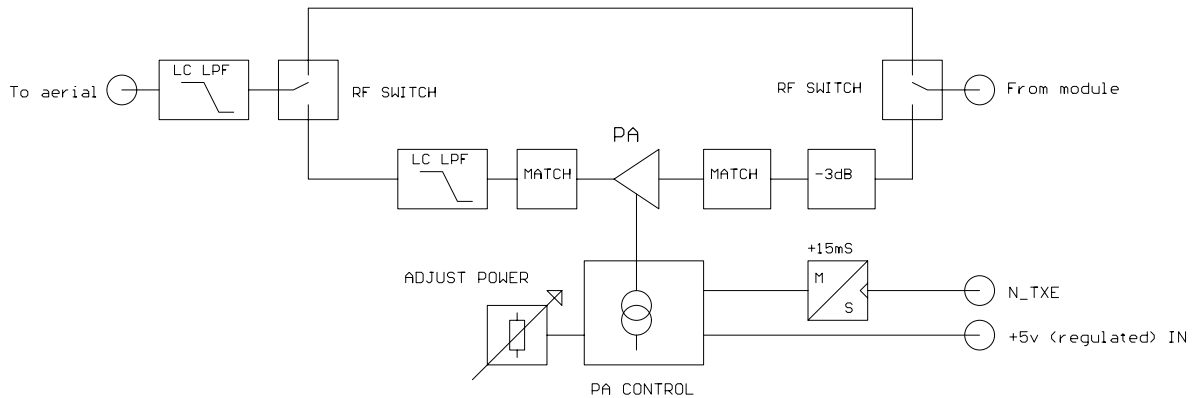 LC LPF
To aerial
RF SWITCH
RF SWITCH
From module
PA
LC LPF
MATCH
MATCH
-3dB
+15mS
ADJUST POWER
M
S
N_TXE
+5v (regulated) IN
PA CONTROL